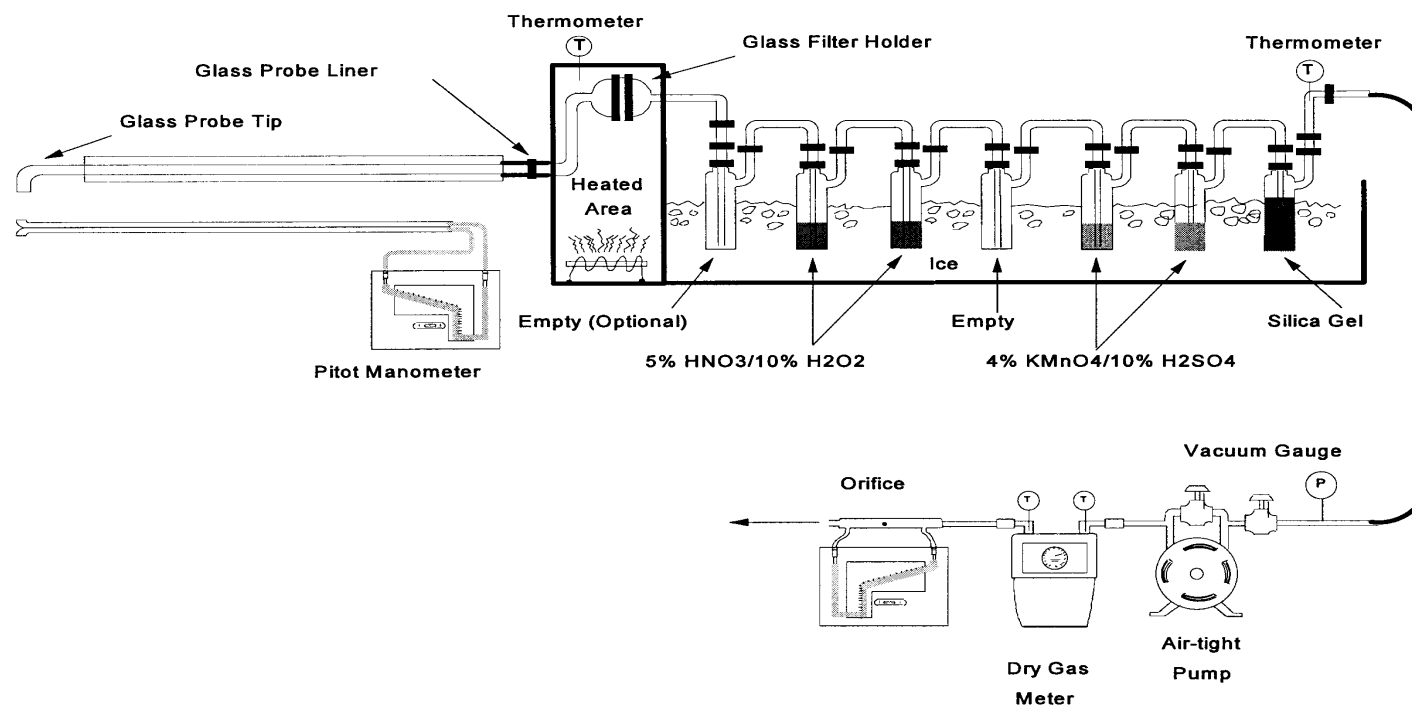 Thermometer
T
Glass Filter Holder
Thermometer
T
Glass Probe Liner
Glass Probe Tip
Heated
Area
Ice
Empty (Optional)
Empty
Silica Gel
5% HNO3/10% H2O2
4% KMnO4/10% H2SO4
Pitot Manometer
Vacuum Gauge
Orifice
P
T
T
Air-tight
Pump
Dry Gas
Meter